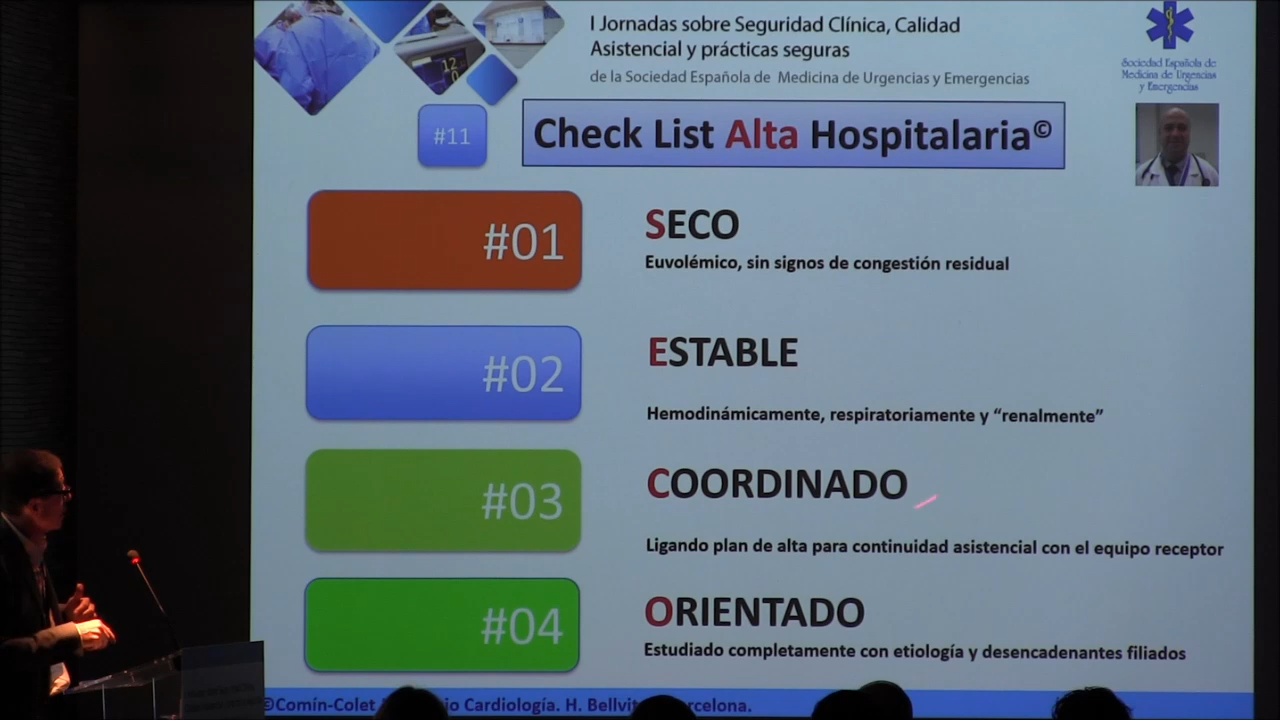 I Jornadas sobre Seguridad Clínica, Calidad
Asistencial y prácticas seguras
de la Sociedad Española de Medicina de Urgencias y Emergencias
Sociedad Española de
Medicina de Urgencias
y Emergencias
#11
Check List Alta Hospitalaria©
#01
SECO
Euvolémico, sin signos de congestión residual
#02
ESTABLE
Hemodinámicamente, respiratoriamente y “renalmente”
#03
COORDINADO
Ligando plan de alta para continuidad asistencial con el equipo receptor
#04
ORIENTADO
Estudiado completamente con etiología y desencadenantes filiados
©Comín-Colet Cardiología. H.